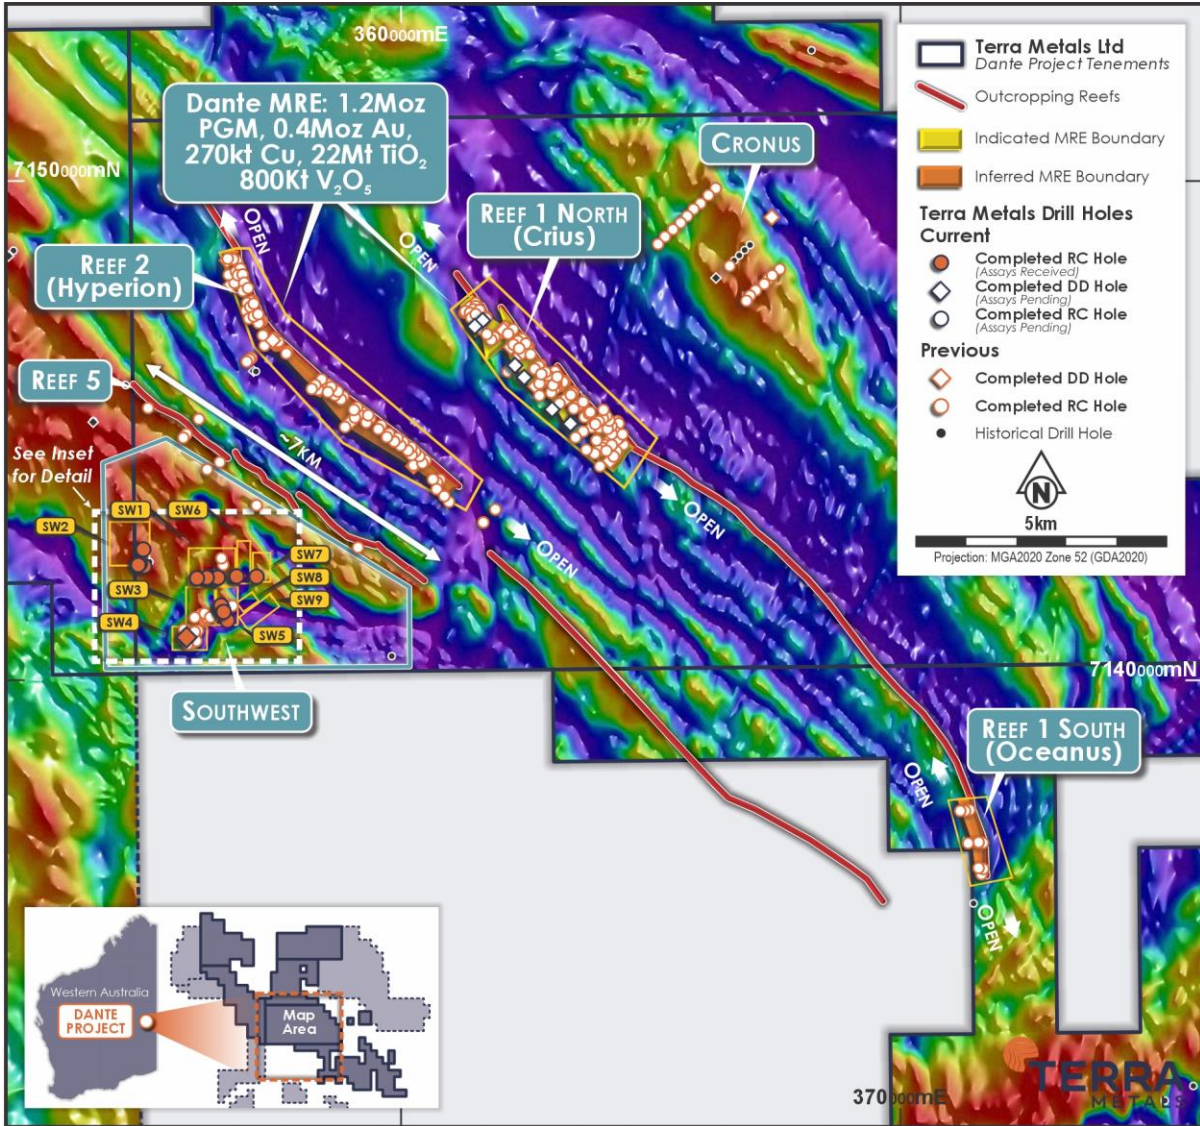 360000mE
Dante MRE: 1.2Moz
PGM, 0.4Moz Au,
270kt Cu, 22Mt TiO2
800Kt V2O5
7150000mN
OPEN
OPEN
REEF 1 NORTH
(Crius)
CRONUS
REEF 2
(Hyperion)
REEF 5
~7KM
See Inset
for Detail
SW1
SW6
SW2
SW7
SW3
SW8
SW9
SW4
SW5
SOUTHWEST
OPEN
OPEN
7140000mN
REEF 1 SOUTH
(Oceanus)
OPEN
OPEN
370000mE
Terra Metals Ltd
Dante Project Tenements
Outcropping Reefs
Indicated MRE Boundary
Inferred MRE Boundary
Terra Metals Drill Holes
Current
Completed RC Hole
(Assays Received)
Completed DD Hole
(Assays Pending)
Completed RC Hole
(Assays Pending)
Previous
Completed DD Hole
Completed RC Hole
Historical Drill Hole
N
5km
Projection: MGA2020 Zone 52 (GDA2020)
Western Australia
DANTE
PROJECT
Map
Area
TERRA
METALS